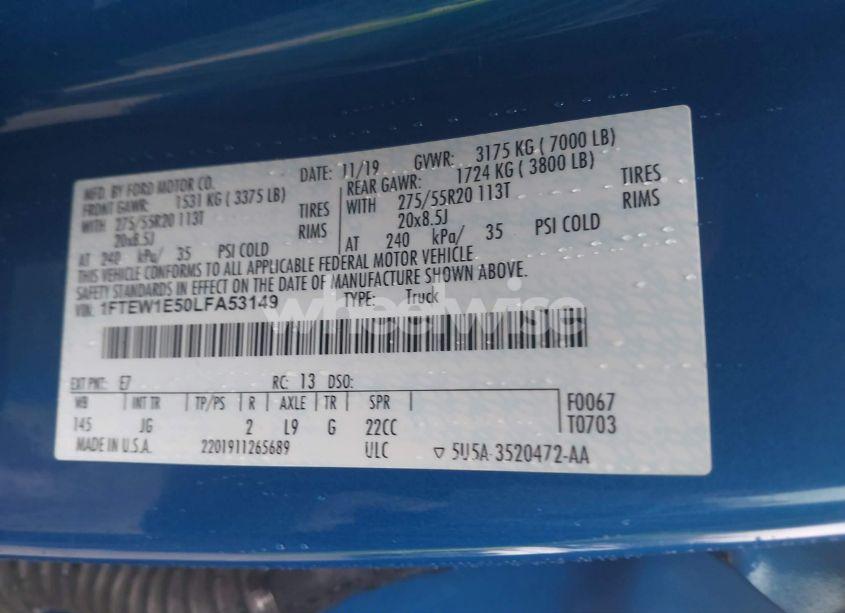 MFD. BY FORD MOTOR CO. DATE: 11/19 GVWR: 3175 KG ( 7000 LB)
FRONT GAWR: 1531 KG ( 3375 LB) REAR GAWR: 1724 KG ( 3800 LB)
WITH 275/55R20 113T TIRES WITH 275/55R20 113T TIRES
20x8.5J RIMS 20x8.5J RIMS
AT 240 kPa/ 35 PSI COLD AT 240 kPa/ 35 PSI COLD
THIS VEHICLE CONFORMS TO ALL APPLICABLE FEDERAL MOTOR VEHICLE
SAFETY STANDARDS IN EFFECT ON THE DATE OF MANUFACTURE SHOWN ABOVE.
VIN: 1FTEW1E50LFA53149 TYPE: Truck
wheelwise
EXT PNT: E7 RC: 13 DSO:
WB INT TR TP/PS R AXLE TR SPR F0067
145 JG 2 L9 G 22CC T0703
MADE IN U.S.A. 2201911265689 ULC ▽ 5U5A-3520472-AA